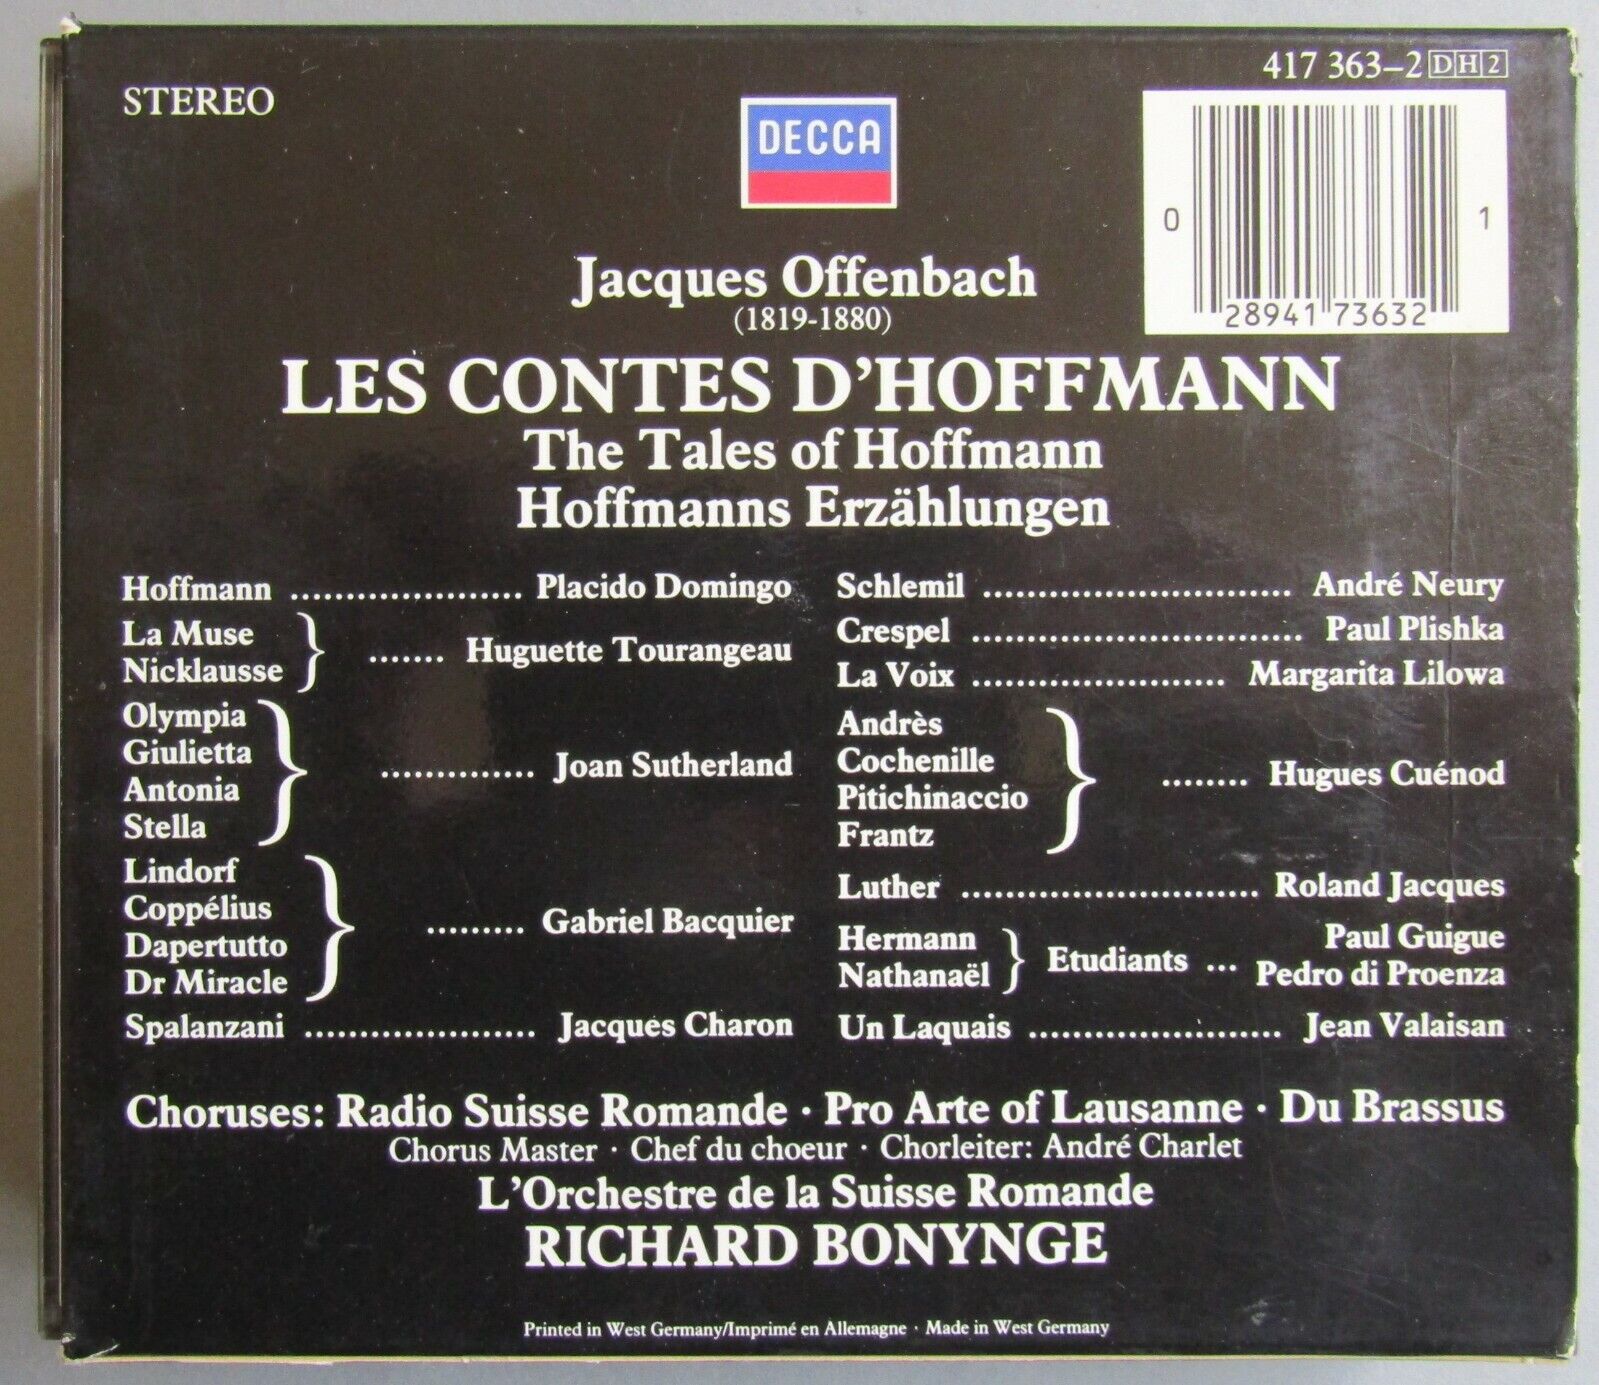 STEREO
417 363-2 D H 2
DECCA
0 28941 73632 1
Jacques Offenbach
(1819-1880)
LES CONTES D'HOFFMANN
The Tales of Hoffmann
Hoffmanns Erzählungen
Hoffmann ..................... Placido Domingo
La Muse
Nicklausse
....... Huguette Tourangeau
Olympia
Giulietta
Antonia
Stella
.............. Joan Sutherland
Lindorf
Coppélius
Dapertutto
Dr Miracle
......... Gabriel Bacquier
Spalanzani ..................... Jacques Charon
Schlemil ............................ André Neury
Crespel .............................. Paul Plishka
La Voix ....................... Margarita Lilowa
Andrès
Cochenille
Pitichinaccio
Frantz
........ Hugues Cuénod
Luther ........................... Roland Jacques
Hermann
Nathanaël
Etudiants ...
Paul Guigue
Pedro di Proenza
Un Laquais ....................... Jean Valaisan
Choruses: Radio Suisse Romande · Pro Arte of Lausanne · Du Brassus
Chorus Master · Chef du choeur · Chorleiter: André Charlet
L'Orchestre de la Suisse Romande
RICHARD BONYNGE
Printed in West Germany/Imprimé en Allemagne · Made in West Germany